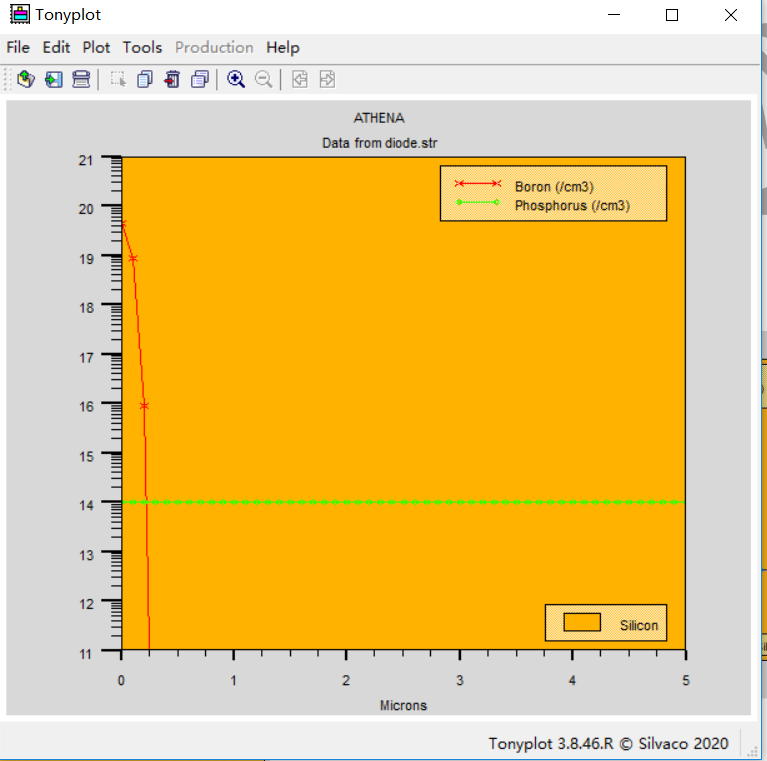 Tonyplot
File Edit Plot Tools Production Help
ATHENA
Data from diode.str
Boron (/cm3)
Phosphorus (/cm3)
21
20
19
18
17
16
15
14
13
12
11
Silicon
0 1 2 3 4 5
Microns
Tonyplot 3.8.46.R © Silvaco 2020